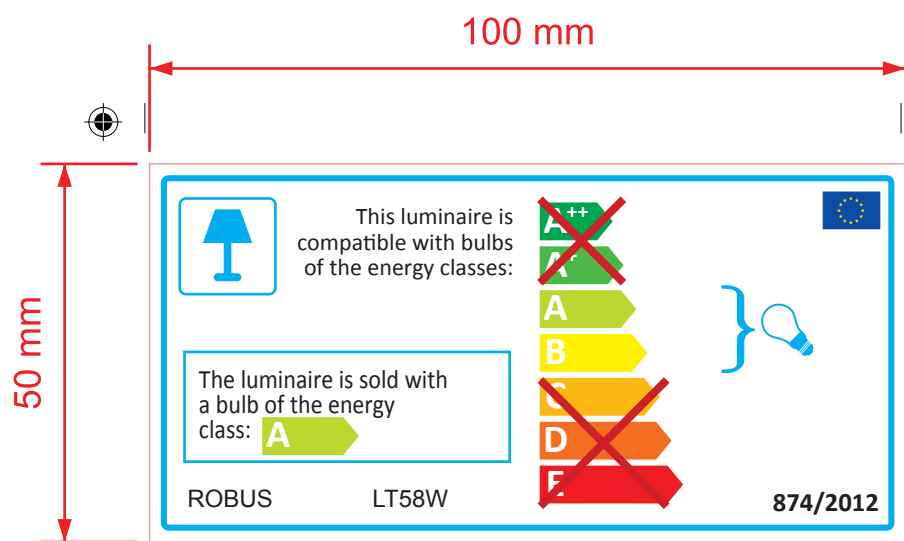 100 mm
50 mm
This luminaire is
compatible with bulbs
of the energy classes:
A++
A+
A
B
C
D
E
The luminaire is sold with
a bulb of the energy
class: A
ROBUS LT58W 874/2012